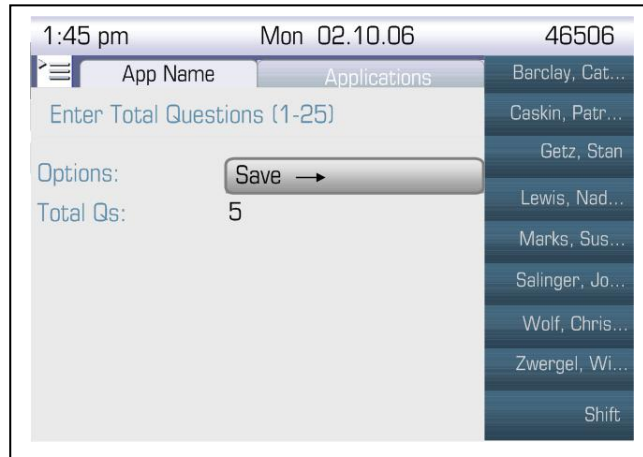 1:45 pm Mon 02.10.06 46506
App Name Applications
Enter Total Questions (1-25)
Options: Save →
Total Qs: 5
Barclay, Cat...
Caskin, Patr...
Getz, Stan
Lewis, Nad...
Marks, Sus...
Salinger, Jo...
Wolf, Chris...
Zwergel, Wi...
Shift